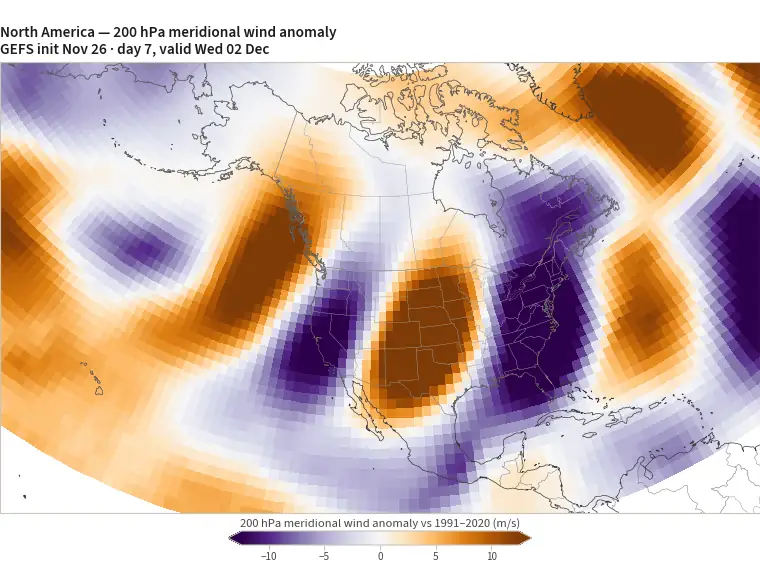 North America — 200 hPa meridional wind anomaly
GEFS init Nov 26 · day 7, valid Wed 02 Dec
200 hPa meridional wind anomaly vs 1991–2020 (m/s)
−10 −5 0 5 10